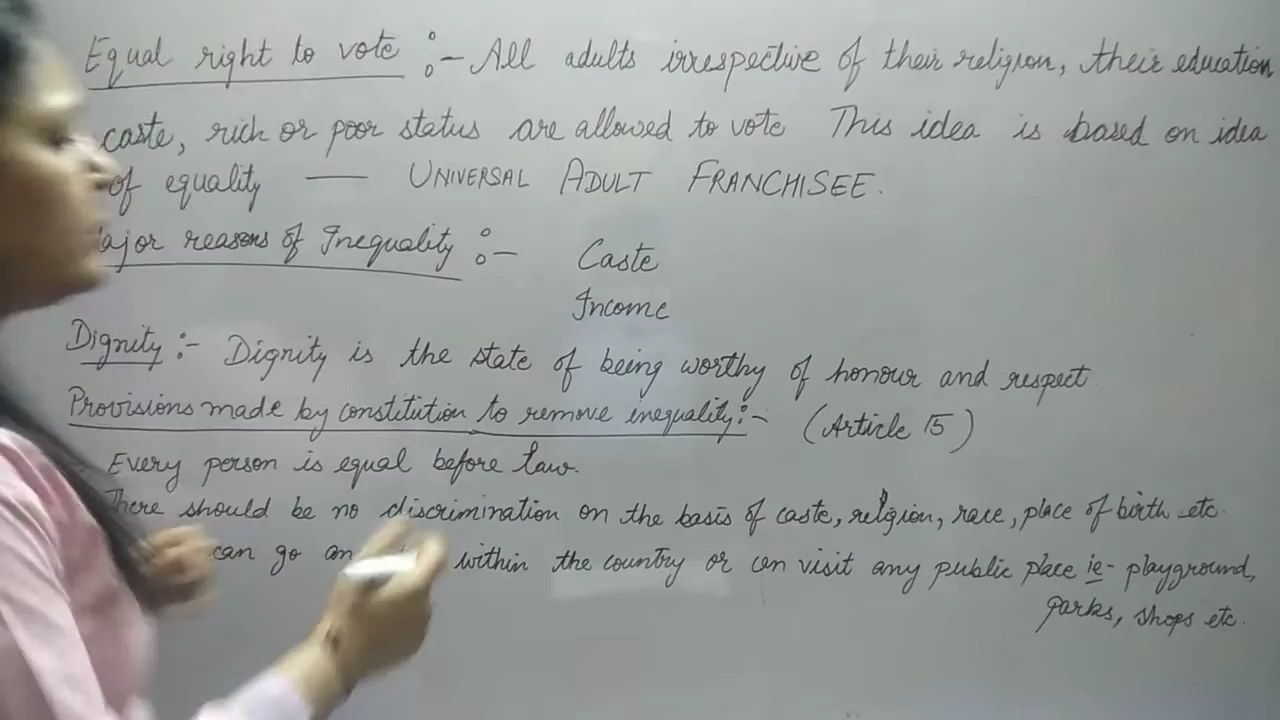 Equal right to vote :- All adults irrespective of their religion, their education
caste, rich or poor status are allowed to vote This idea is based on idea
of equality — UNIVERSAL ADULT FRANCHISEE.
ajor reasons of Inequality :- Caste
Income
Dignity :- Dignity is the state of being worthy of honour and respect
Provisions made by constitution to remove inequality :- (Article 15)
Every person is equal before law.
There should be no discrimination on the basis of caste, religion, race, place of birth etc.
can go within the country or can visit any public place ie- playground,
parks, shops etc.